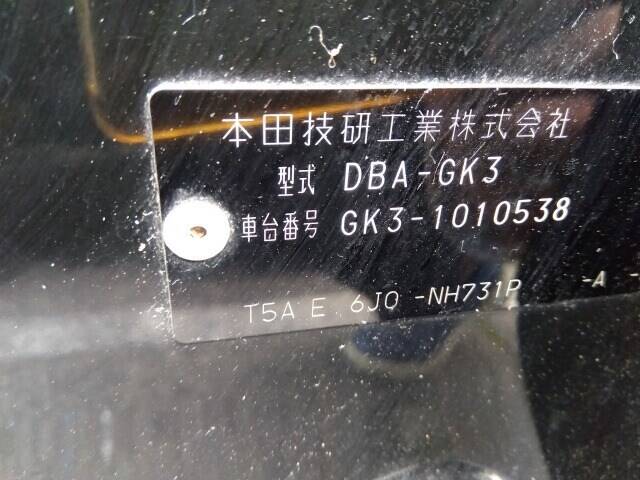 本田技研工業株式会社
型式 DBA-GK3
車台番号 GK3-1010538
T5A E 6J0 -NH731P -A